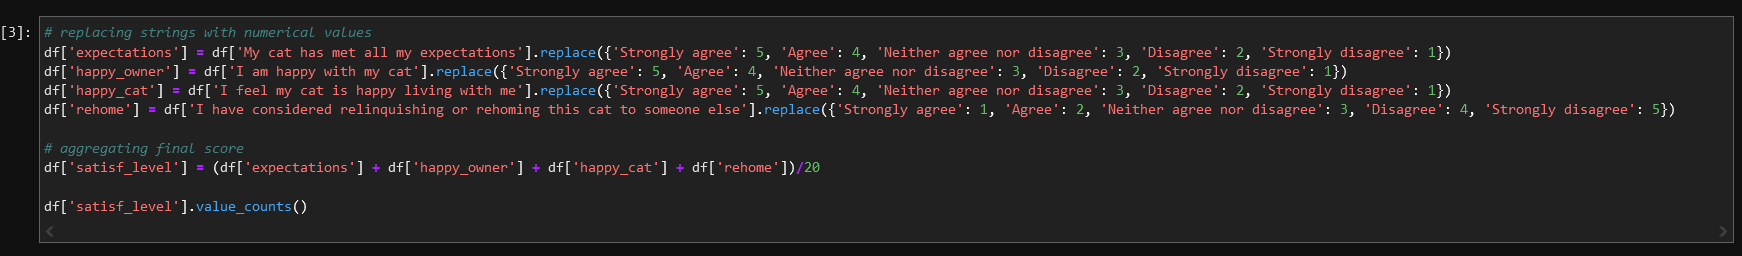 [3]:
# replacing strings with numerical values
df['expectations'] = df['My cat has met all my expectations'].replace({'Strongly agree': 5, 'Agree': 4, 'Neither agree nor disagree': 3, 'Disagree': 2, 'Strongly disagree': 1})
df['happy_owner'] = df['I am happy with my cat'].replace({'Strongly agree': 5, 'Agree': 4, 'Neither agree nor disagree': 3, 'Disagree': 2, 'Strongly disagree': 1})
df['happy_cat'] = df['I feel my cat is happy living with me'].replace({'Strongly agree': 5, 'Agree': 4, 'Neither agree nor disagree': 3, 'Disagree': 2, 'Strongly disagree': 1})
df['rehome'] = df['I have considered relinquishing or rehoming this cat to someone else'].replace({'Strongly agree': 1, 'Agree': 2, 'Neither agree nor disagree': 3, 'Disagree': 4, 'Strongly disagree': 5})
# aggregating final score
df['satisf_level'] = (df['expectations'] + df['happy_owner'] + df['happy_cat'] + df['rehome'])/20
df['satisf_level'].value_counts()